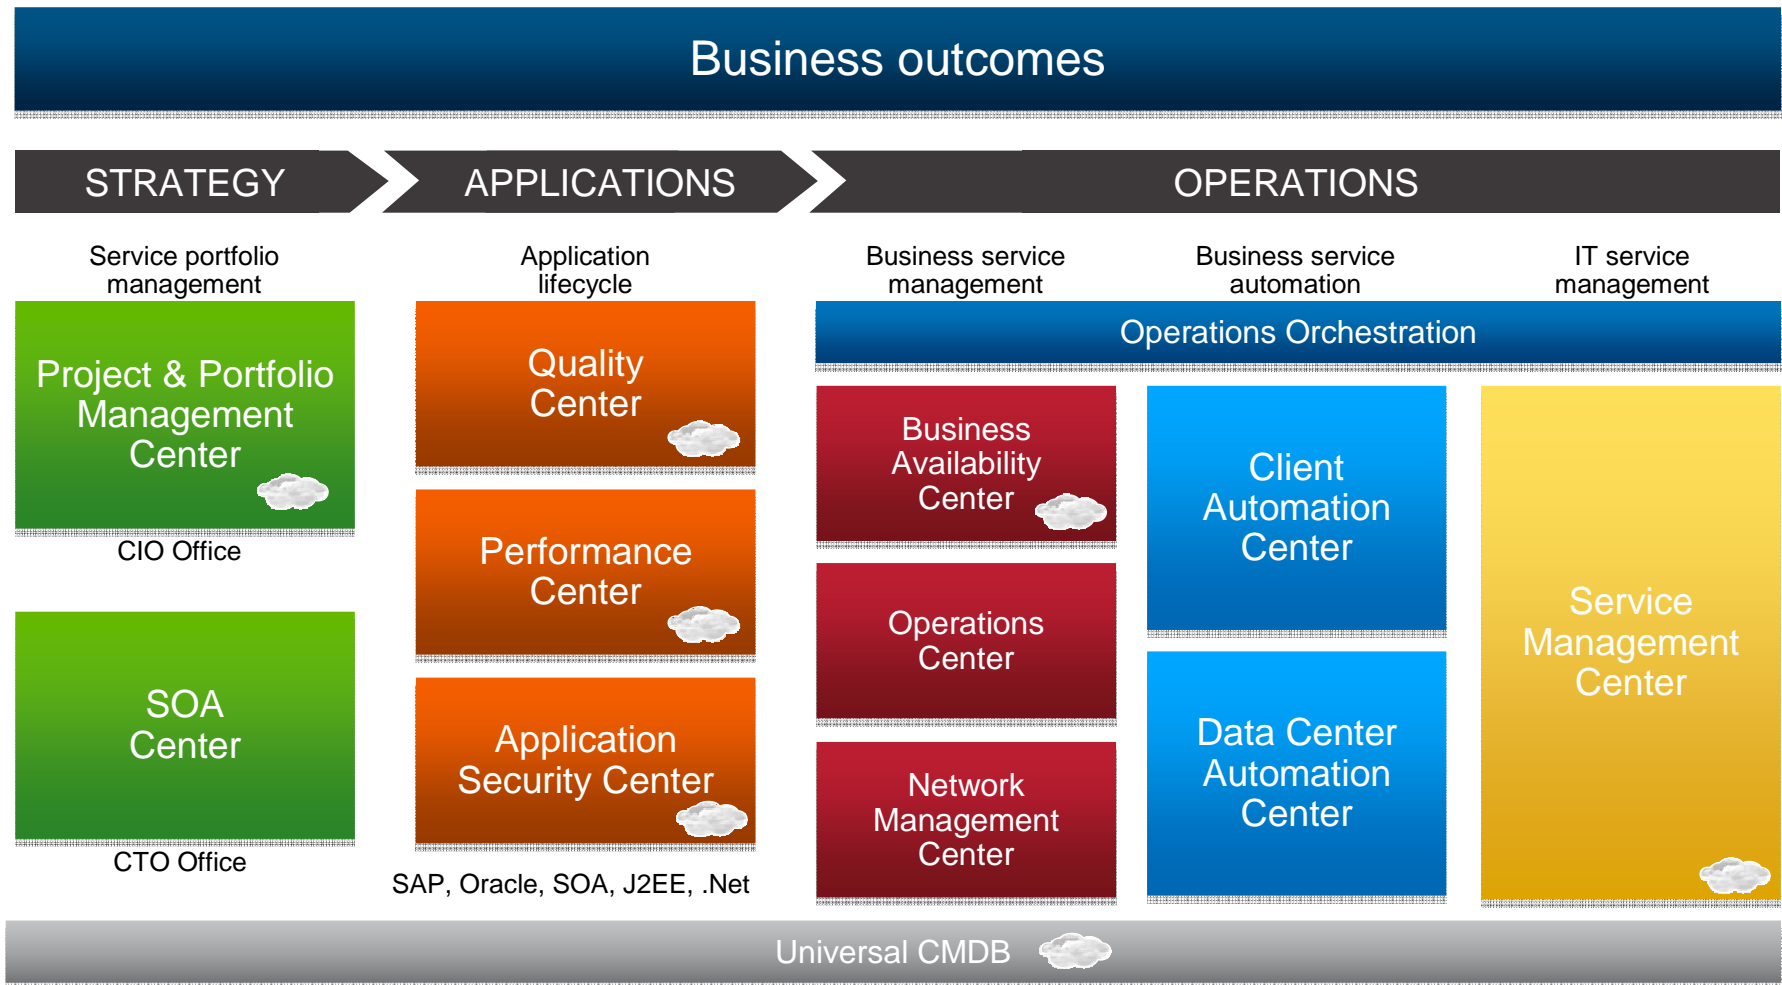 Business outcomes
STRATEGY
APPLICATIONS
OPERATIONS
Service portfolio
management
Application
lifecycle
Business service
management
Business service
automation
IT service
management
Project & Portfolio
Management
Center
CIO Office
SOA
Center
CTO Office
Quality
Center
Performance
Center
Application
Security Center
SAP, Oracle, SOA, J2EE, .Net
Operations Orchestration
Business
Availability
Center
Operations
Center
Network
Management
Center
Client
Automation
Center
Data Center
Automation
Center
Service
Management
Center
Universal CMDB